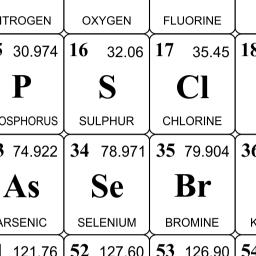 ITROGEN OXYGEN FLUORINE
5 30.974 16 32.06 17 35.45 18
P S Cl
OSPHORUS SULPHUR CHLORINE
3 74.922 34 78.971 35 79.904 36
As Se Br
ARSENIC SELENIUM BROMINE K
1 121.76 52 127.60 53 126.90 54